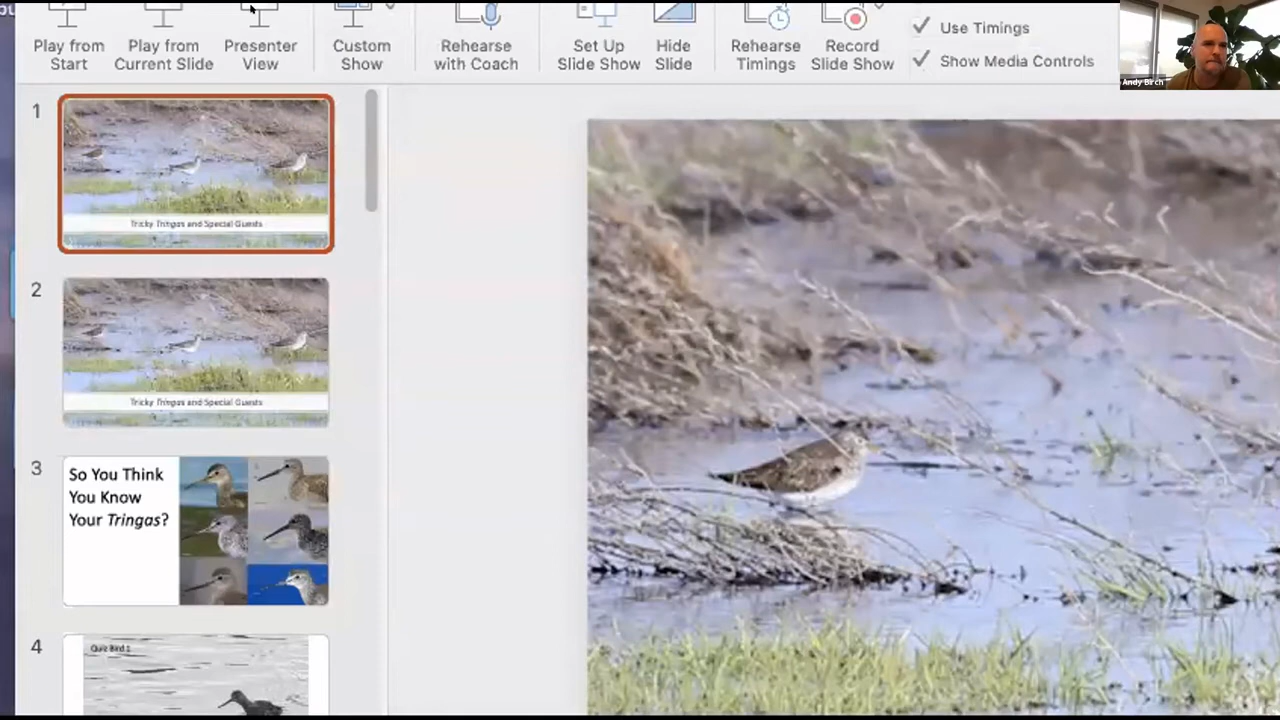 Play from
Start
Play from
Current Slide
Presenter
View
Custom
Show
Rehearse
with Coach
Set Up
Slide Show
Hide
Slide
Rehearse
Timings
Record
Slide Show
Use Timings
Show Media Controls
Andy Birch
1
Tricky Tringas and Special Guests
2
Tricky Tringas and Special Guests
3
So You Think
You Know
Your Tringas?
4
Quiz Bird 1